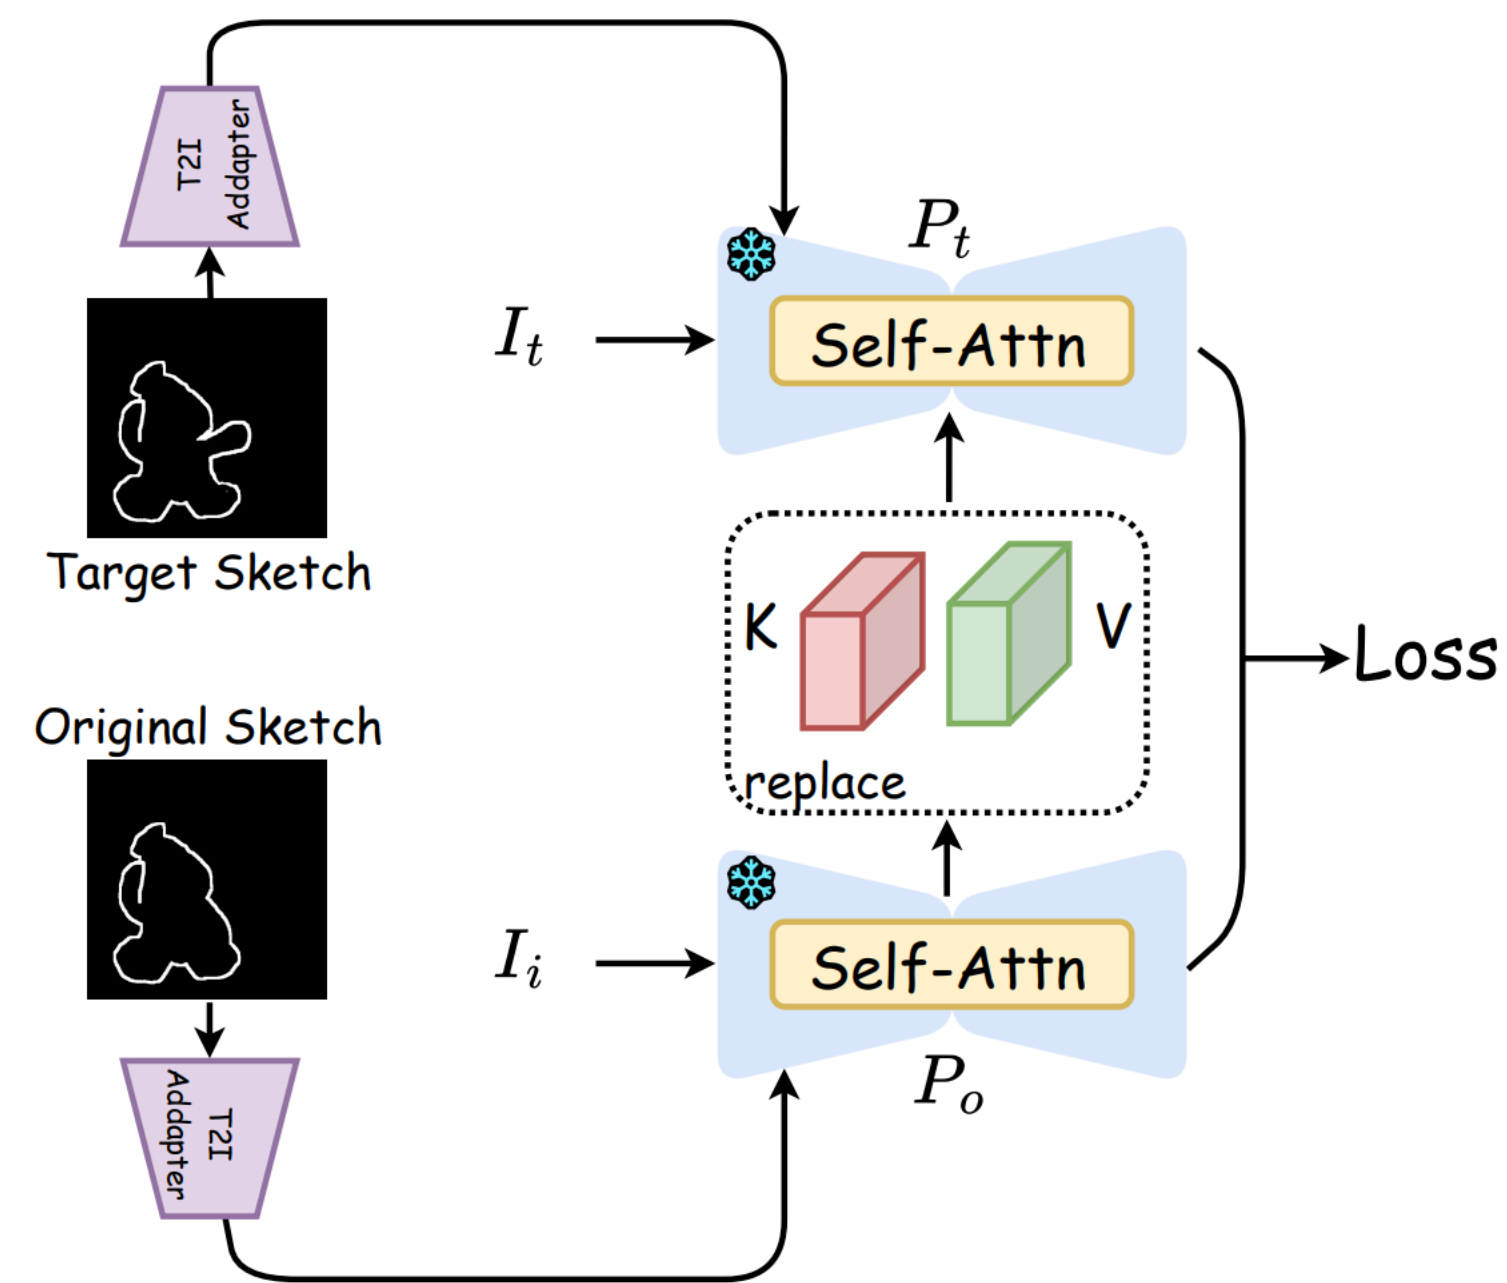 T2I
Addapter
Target Sketch
Original Sketch
T2I
Addapter
P_t
I_t
Self-Attn
K
V
replace
Loss
I_i
Self-Attn
P_o